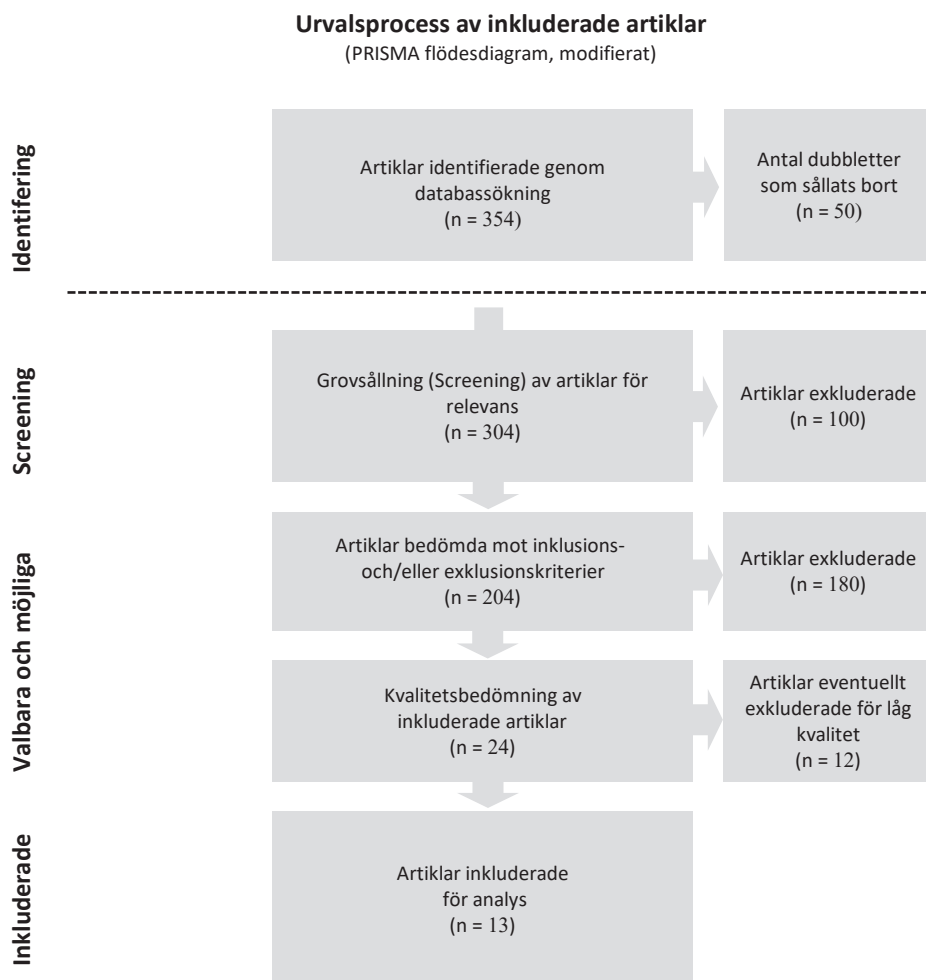 Urvalsprocess av inkluderade artiklar
(PRISMA flödesdiagram, modifierat)
Identifering
Artiklar identifierade genom
databassökning
(n = 354)
Antal dubbletter
som sållats bort
(n = 50)
Screening
Grovsållning (Screening) av artiklar för
relevans
(n = 304)
Artiklar exkluderade
(n = 100)
Valbara och möjliga
Artiklar bedömda mot inklusions-
och/eller exklusionskriterier
(n = 204)
Artiklar exkluderade
(n = 180)
Kvalitetsbedömning av
inkluderade artiklar
(n = 24)
Artiklar eventuellt
exkluderade för låg
kvalitet
(n = 12)
Inkluderade
Artiklar inkluderade
för analys
(n = 13)